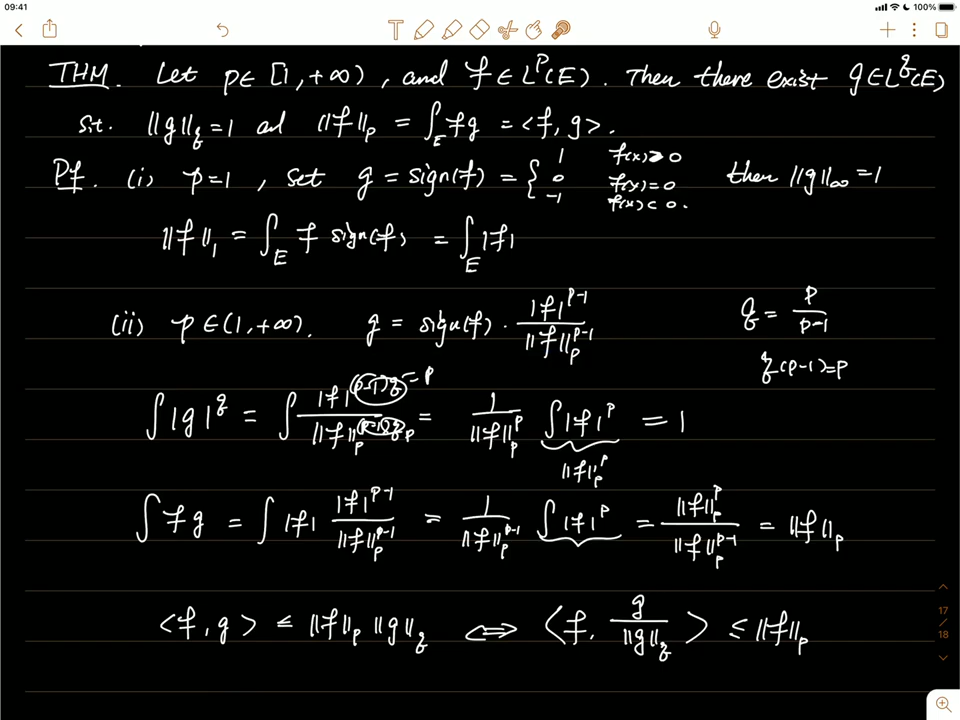 09:41 100%
THM. Let p∈ [1, +∞), and f ∈ L^p(E). Then there exist g∈L^q(E)
s.t. ||g||_q = 1 ad ||f||_p = ∫_E fg = <f, g>.
Pf. (i) p=1, set g = sign(f) = { 1 f(x) > 0 0 f(x) = 0 -1 f(x) < 0. then ||g||_∞ = 1
||f||_1 = ∫_E f sign(f) = ∫_E |f|
(ii) p ∈ (1, +∞). g = sign(f) · |f|^{p-1} / ||f||_p^{p-1} q = p / p-1
q(p-1) = p
∫ |g|^q = ∫ |f|^{(p-1)q = p} / ||f||_p^{(p-1)q p} = 1 / ||f||_p^p ∫ |f|^p = 1
||f||_p^p
∫ f g = ∫ |f| |f|^{p-1} / ||f||_p^{p-1} = 1 / ||f||_p^{p-1} ∫ |f|^p = ||f||_p^p / ||f||_p^{p-1} = ||f||_p
<f, g> ≤ ||f||_p ||g||_q ⟺ <f, g / ||g||_q> ≤ ||f||_p
17
/
18